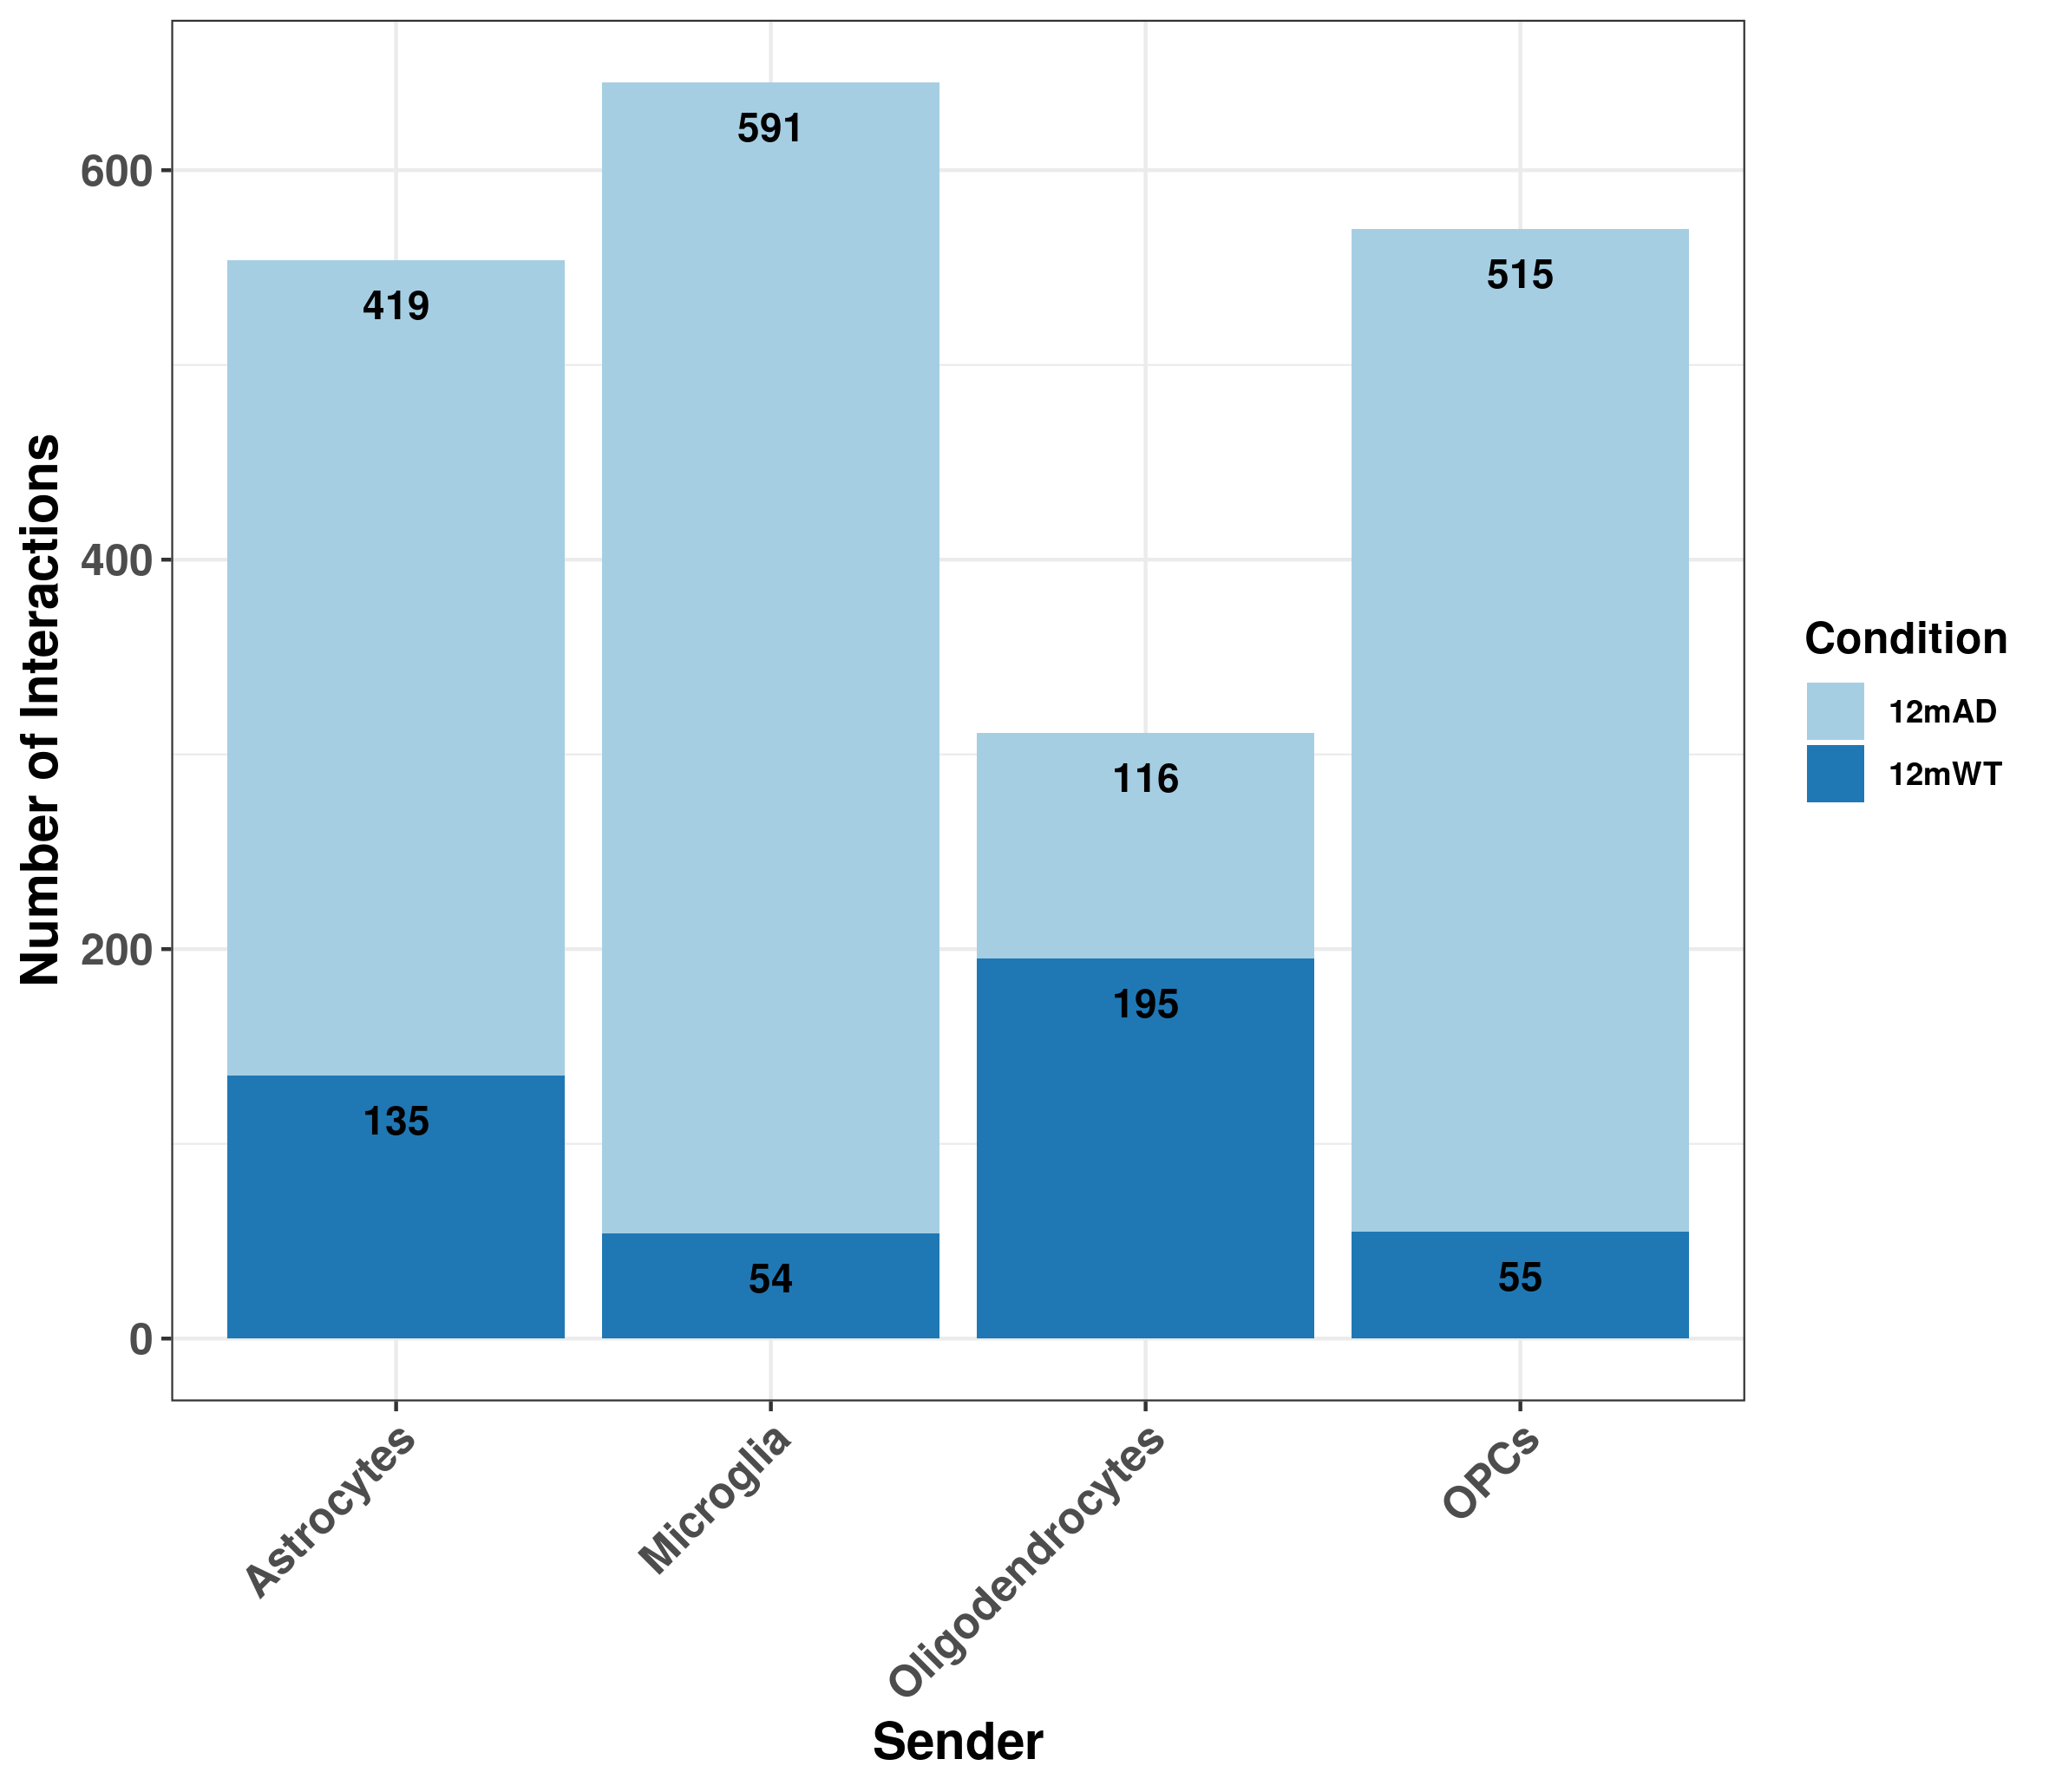 Number of Interactions
600
400
200
0
591
515
419
116
195
135
54
55
Astrocytes
Microglia
Oligodendrocytes
OPCs
Sender
Condition
12mAD
12mWT